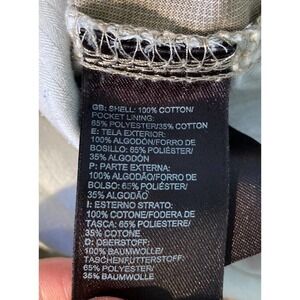 GB: SHELL: 100% COTTON/
POCKET LINING:
65% POLYESTER/35% COTTON
E: TELA EXTERIOR:
100% ALGODÓN/FORRO DE
BOSILLO: 65% POLIÉSTER/
35% ALGODÓN
P: PARTE EXTERNA:
100% ALGODÃO/FORRO DE
BOLSO: 65% POLIÉSTER/
35% ALGODÃO
I: ESTERNO STRATO:
100% COTONE/FODERA DE
TASCA: 65% POLIESTERE/
35% COTONE
D: OBERSTOFF:
100% BAUMWOLLE/
TASCHENFUTTERSTOFF:
65% POLYESTER/
35% BAUMWOLLE